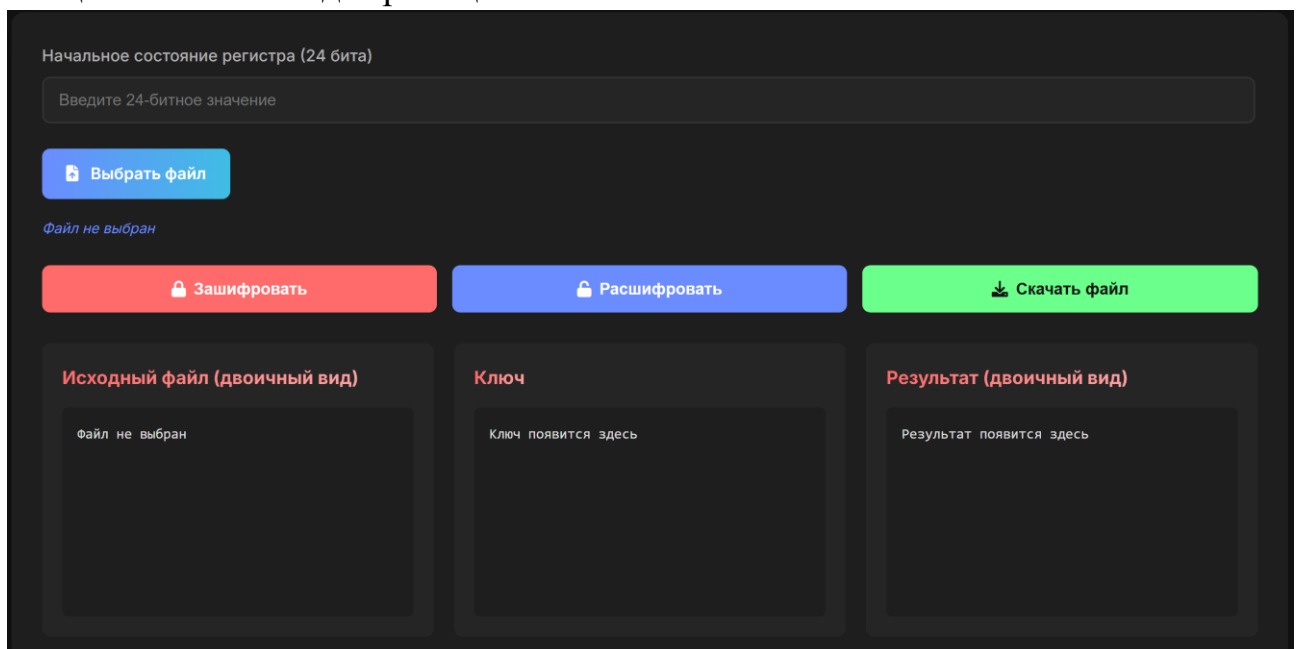 Начальное состояние регистра (24 бита)
Введите 24-битное значение
Выбрать файл
Файл не выбран
Зашифровать
Расшифровать
Скачать файл
Исходный файл (двоичный вид)
Ключ
Результат (двоичный вид)
Файл не выбран
Ключ появится здесь
Результат появится здесь